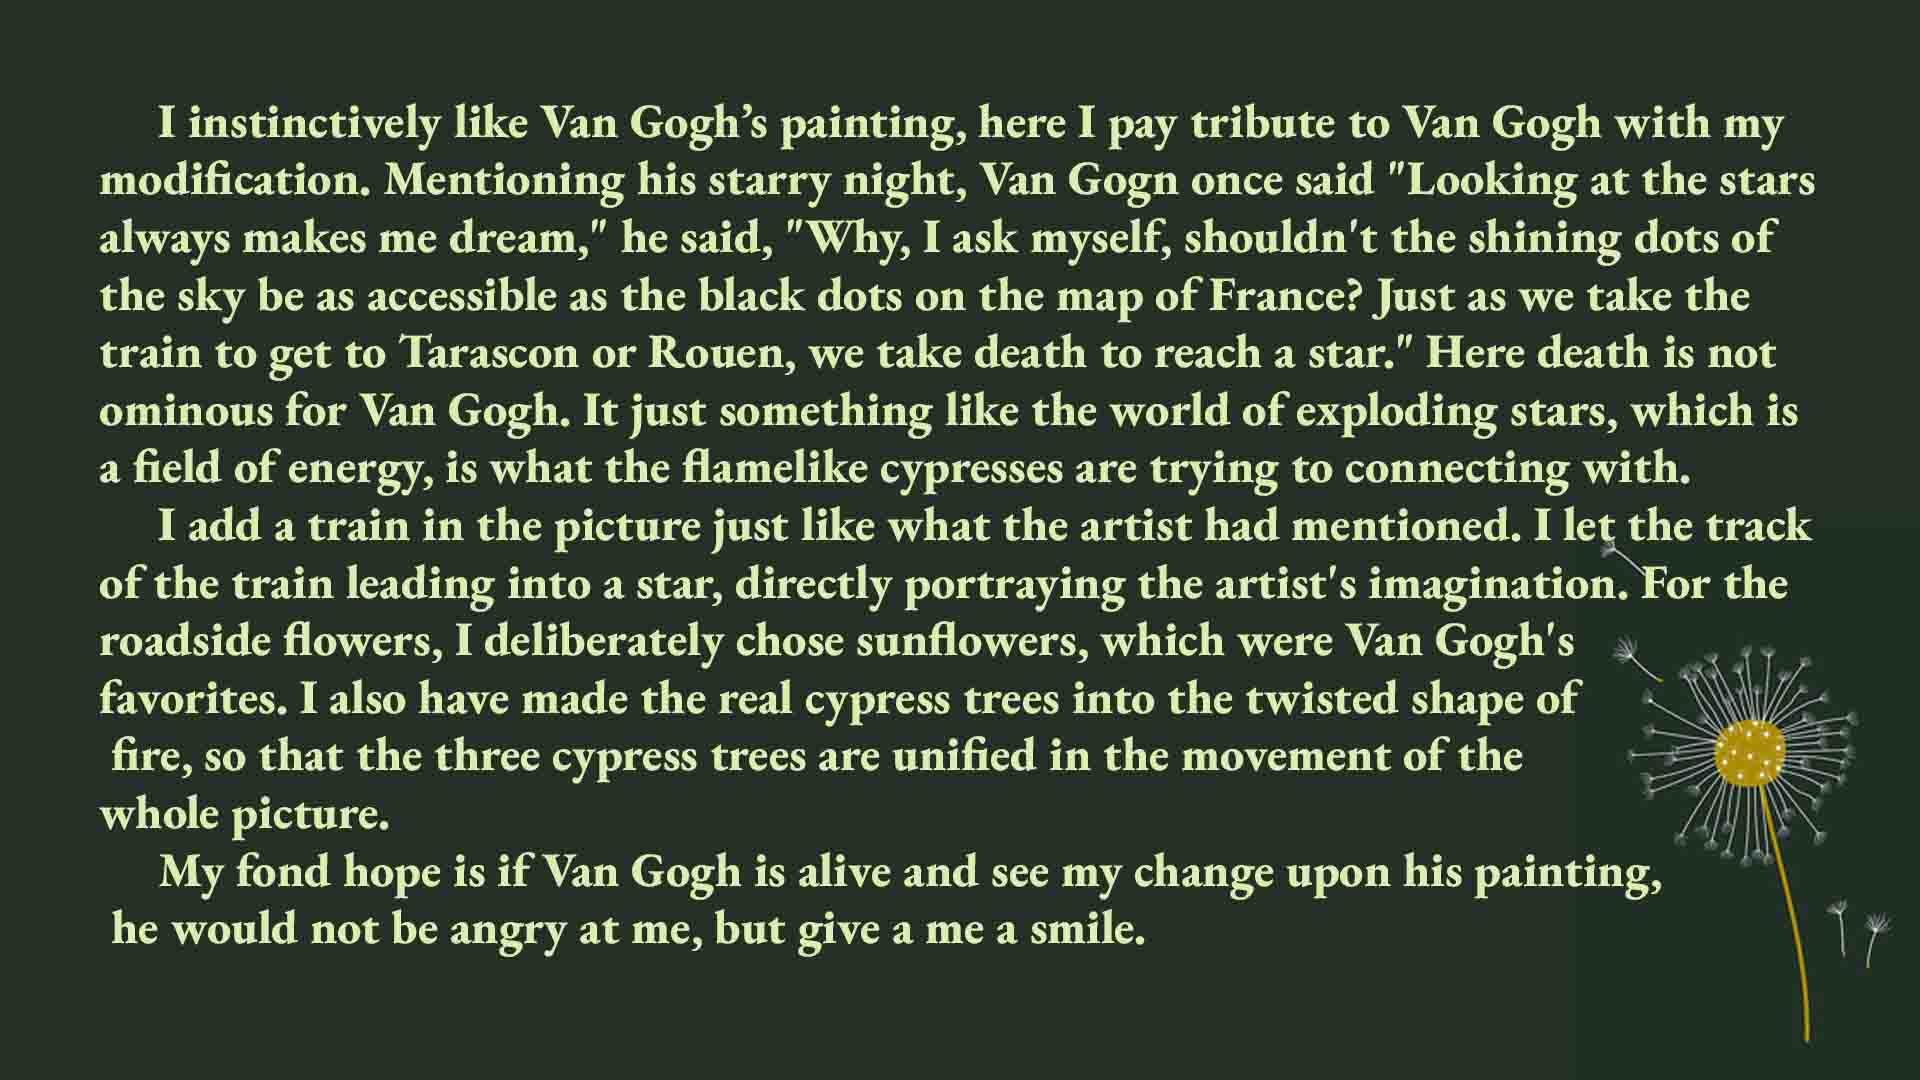 I instinctively like Van Gogh’s painting, here I pay tribute to Van Gogh with my
modification. Mentioning his starry night, Van Gogn once said "Looking at the stars
always makes me dream," he said, "Why, I ask myself, shouldn't the shining dots of
the sky be as accessible as the black dots on the map of France? Just as we take the
train to get to Tarascon or Rouen, we take death to reach a star." Here death is not
ominous for Van Gogh. It just something like the world of exploding stars, which is
a field of energy, is what the flamelike cypresses are trying to connecting with.
I add a train in the picture just like what the artist had mentioned. I let the track
of the train leading into a star, directly portraying the artist's imagination. For the
roadside flowers, I deliberately chose sunflowers, which were Van Gogh's
favorites. I also have made the real cypress trees into the twisted shape of
fire, so that the three cypress trees are unified in the movement of the
whole picture.
My fond hope is if Van Gogh is alive and see my change upon his painting,
he would not be angry at me, but give a me a smile.